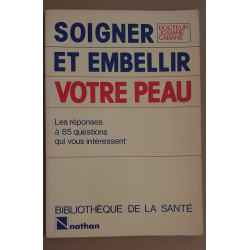 SOIGNER
DOCTEUR
JOSIANE
CABANE
ET EMBELLIR
VOTRE PEAU
Les réponses
à 85 questions
qui vous intéressent
BIBLIOTHÈQUE DE LA SANTÉ
nathan